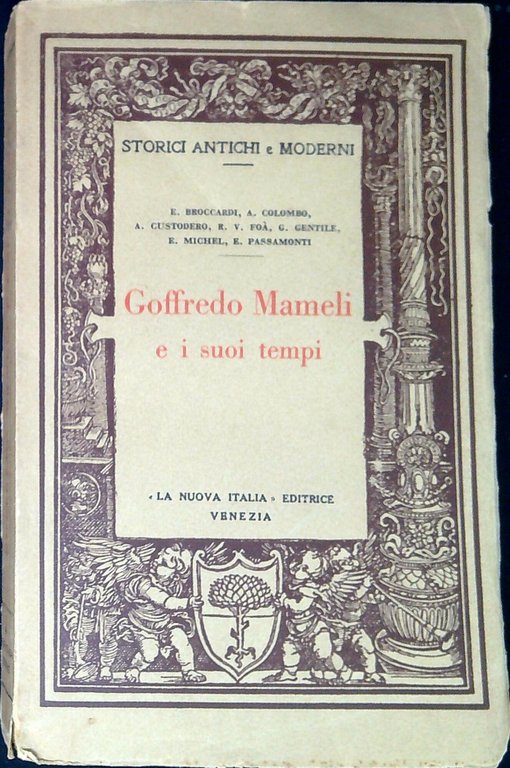 STORICI ANTICHI e MODERNI
E. BROCCARDI, A. COLOMBO,
A. CUSTODERO, R. V. FOÀ, G. GENTILE,
E. MICHEL, E. PASSAMONTI
Goffredo Mameli
e i suoi tempi
« LA NUOVA ITALIA » EDITRICE
VENEZIA